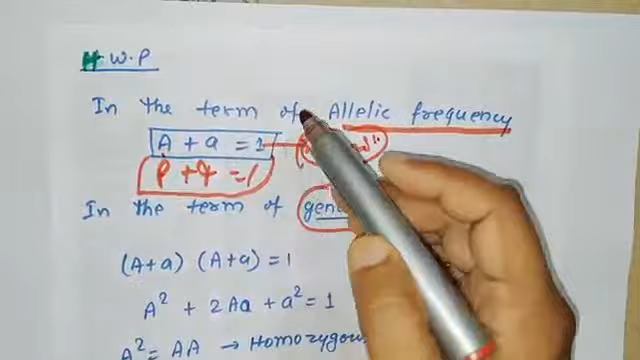 H.W.P
In the term of Allelic frequency
A + a = 1
P + q = 1
In the term of
(A+a) (A+a) = 1
A² + 2Aa + a² = 1
A² = AA → Homozygou